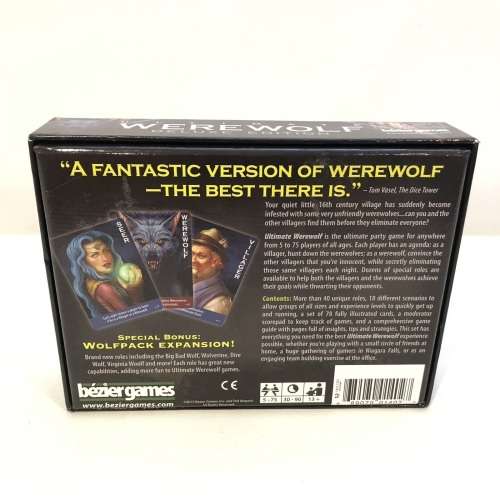 WEREWOLF
"A FANTASTIC VERSION OF WEREWOLF
—THE BEST THERE IS."
– Tom Vasel, The Dice Tower
Your quiet little 16th century village has suddenly become
infested with some very unfriendly werewolves...can you and the
other villagers find them before they eliminate everyone?
Ultimate Werewolf is the ultimate party game for anywhere
from 5 to 75 players of all ages. Each player has an agenda: as a
villager, hunt down the werewolves; as a werewolf, convince the
other villagers that you're innocent, while secretly eliminating
those same villagers each night. Dozens of special roles are
available to help both the villagers and the werewolves achieve
their goals while thwarting their opponents.
Contents: More than 40 unique roles, 18 different scenarios to
allow groups of all sizes and experience levels to quickly get up
and running, a set of 78 fully illustrated cards, a moderator
scorepad to keep track of games, and a comprehensive game
guide with pages full of insights, tips and strategies. This set has
everything you need for the best Ultimate Werewolf experience
possible, whether you're playing with a small circle of friends at
home, a huge gathering of gamers in Niagara Falls, or as an
engaging team building exercise at the office.
SEER
WEREWOLF
VILLAGER
SPECIAL BONUS:
WOLFPACK EXPANSION!
Brand new roles including the Big Bad Wolf, Wolverine, Dire
Wolf, Virginia Woolf and more! Each role has great new
capabilities, adding more fun to Ultimate Werewolf games.
bézier games
www.beziergames.com
CE
5 - 75
30 - 90
13 +